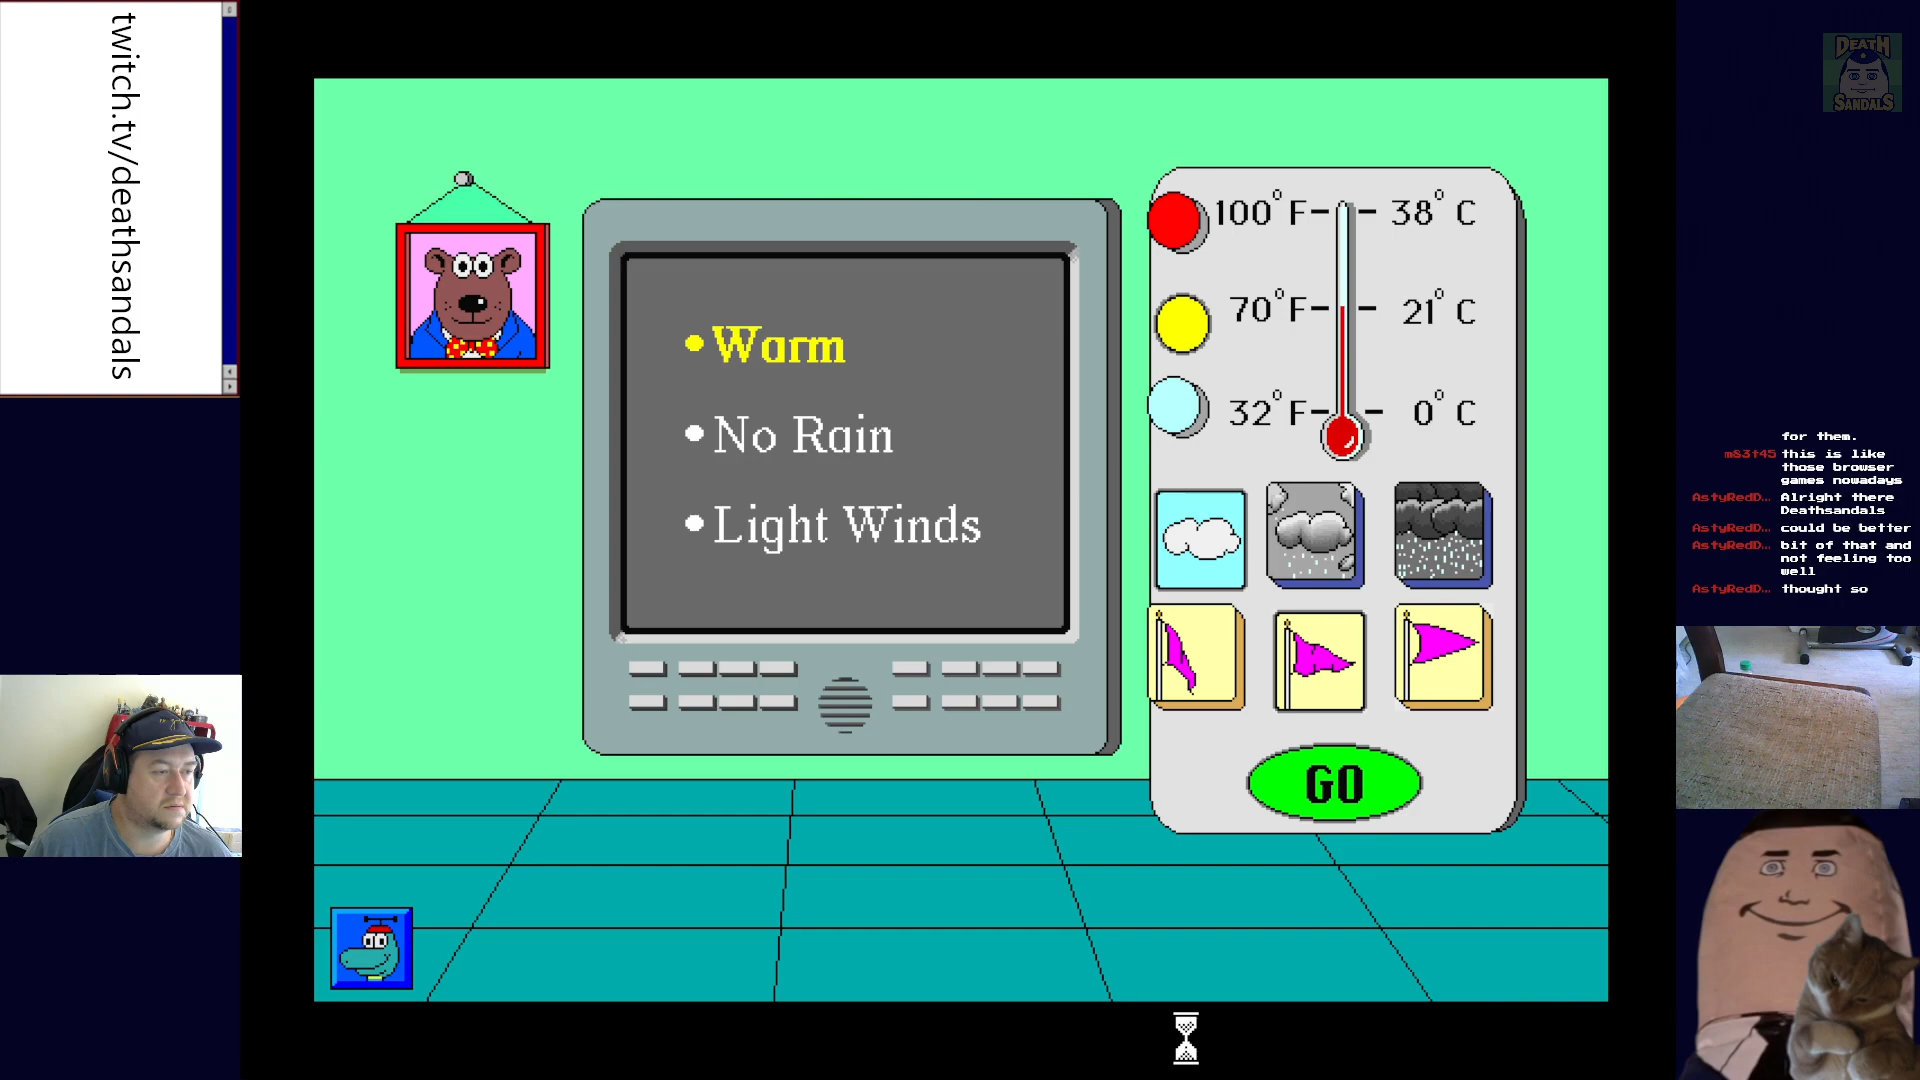 twitch.tv/deathsandals
DEATH
SANDALS
• Warm
• No Rain
• Light Winds
100° F
38° C
70° F
21° C
32° F
0° C
GO
for them.
m83t45 this is like
those browser
games nowadays
AstyRedD... Alright there
Deathsandals
AstyRedD... could be better
AstyRedD... bit of that and
not feeling too
well
AstyRedD... thought so